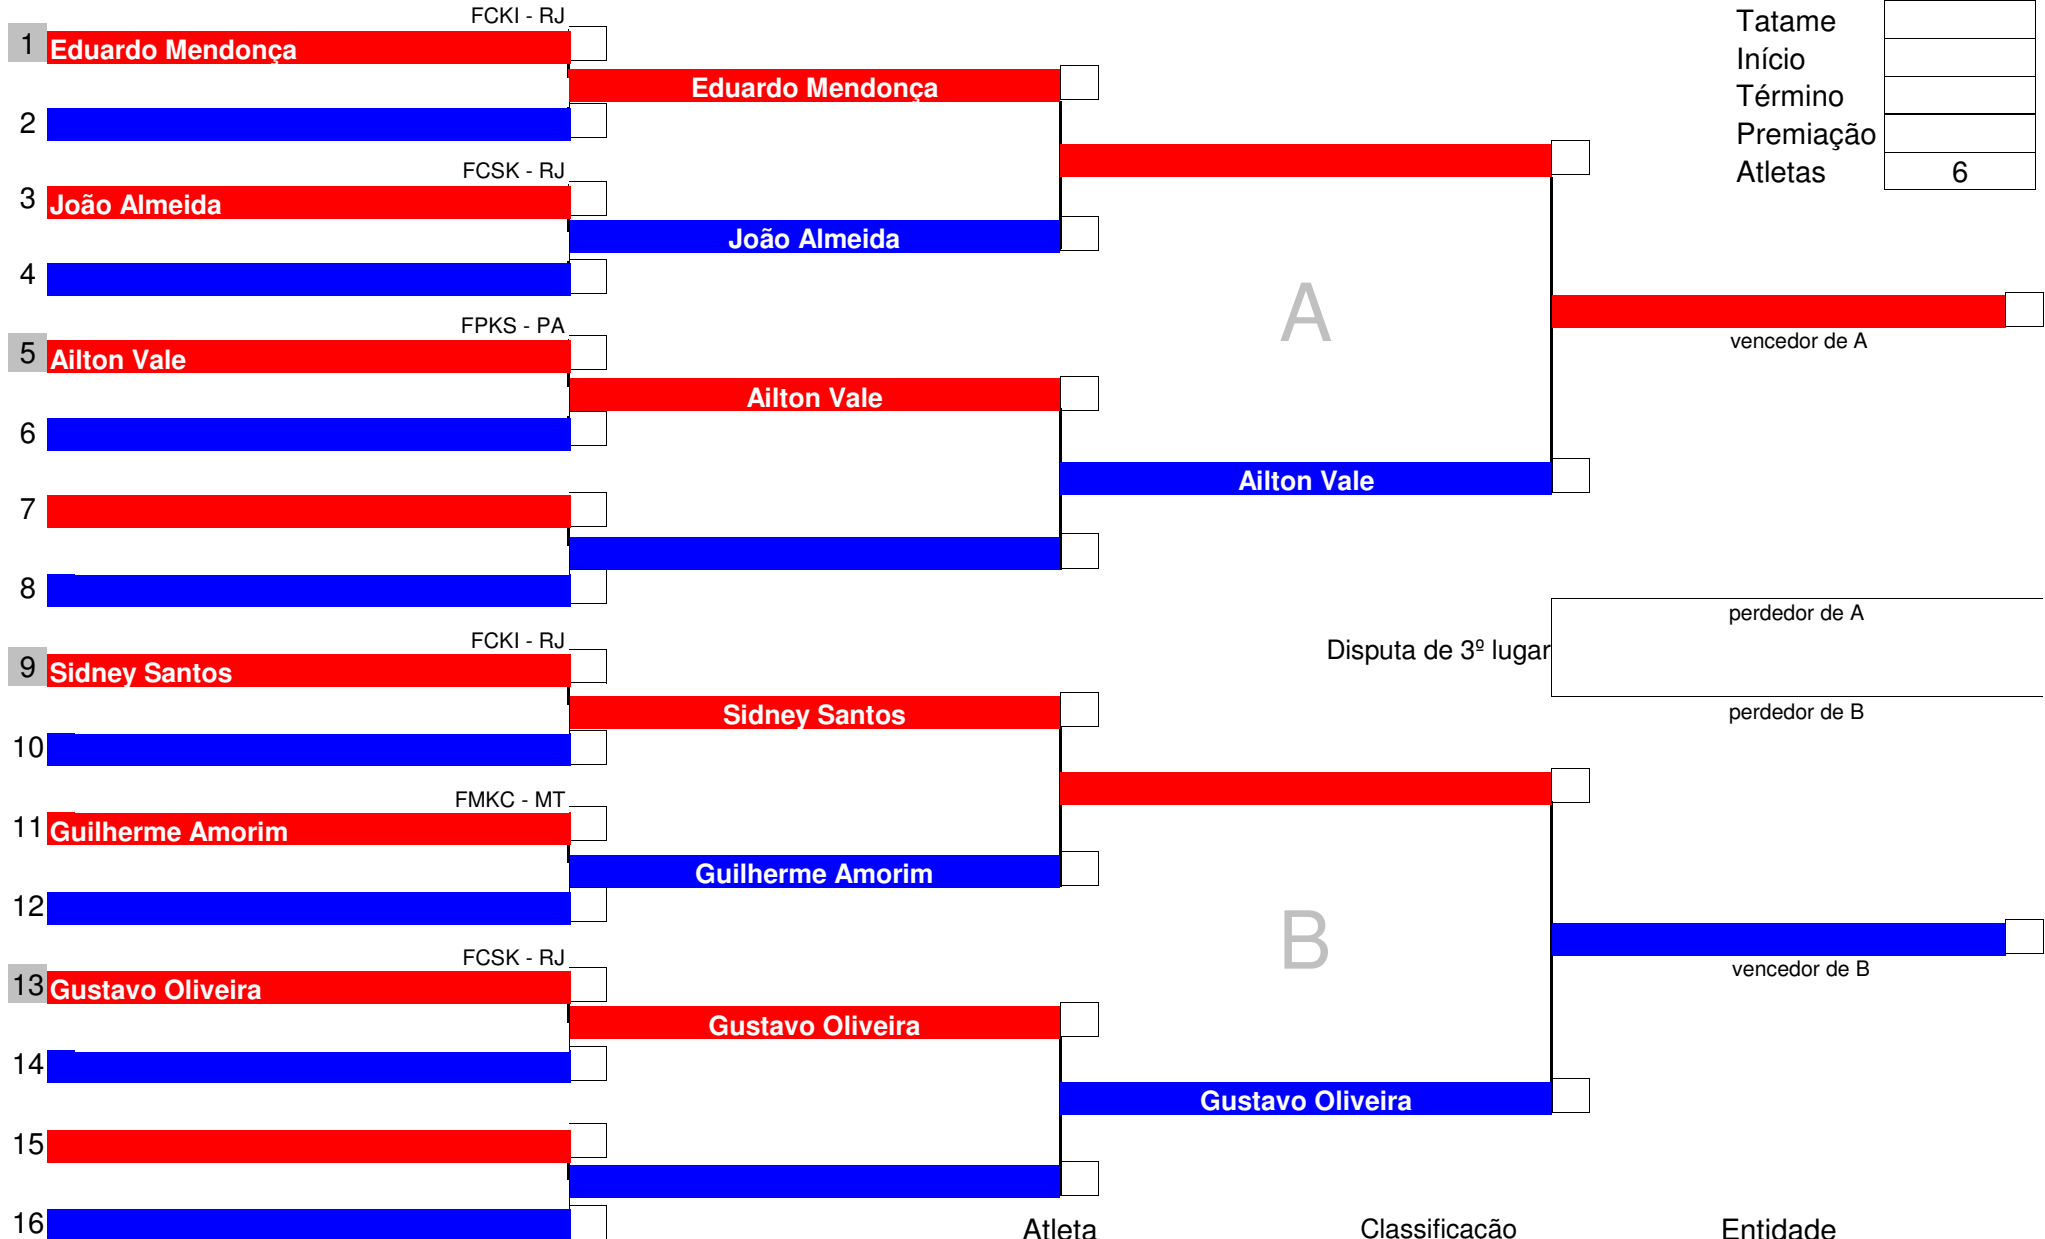 FCKI - RJ
1 Eduardo Mendonça
Eduardo Mendonça
2
FCSK - RJ
3 João Almeida
João Almeida
4
FPKS - PA
5 Ailton Vale
Ailton Vale
6
Ailton Vale
7
8
FCKI - RJ
9 Sidney Santos
Sidney Santos
10
FMKC - MT
11 Guilherme Amorim
Guilherme Amorim
12
FCSK - RJ
13 Gustavo Oliveira
Gustavo Oliveira
14
Gustavo Oliveira
15
16
A
B
Tatame
Início
Término
Premiação
Atletas 6
vencedor de A
perdedor de A
Disputa de 3º lugar
perdedor de B
vencedor de B
Atleta Classificacão Entidade